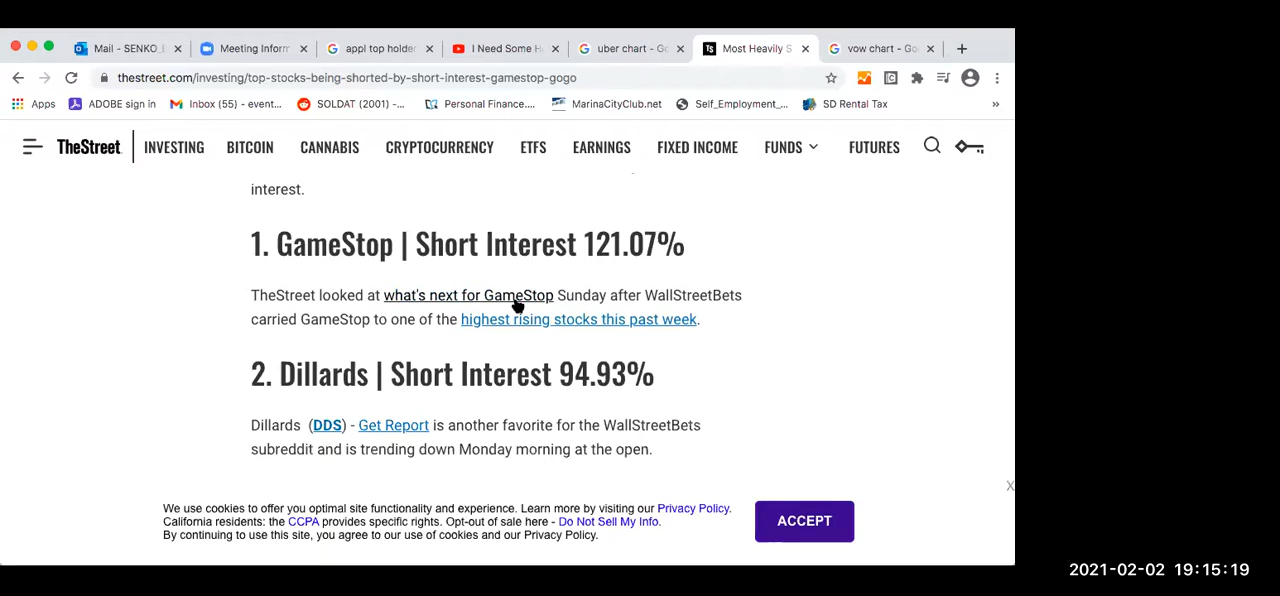 Mail - SENKO_
Meeting Inform
appl top holde
I Need Some H
uber chart - Go
Ts Most Heavily S
vow chart - Go
thestreet.com/investing/top-stocks-being-shorted-by-short-interest-gamestop-gogo
Apps ADOBE sign in Inbox (55) - event... SOLDAT (2001) -... Personal Finance.... MarinaCityClub.net Self_Employment_... SD Rental Tax »
TheStreet INVESTING BITCOIN CANNABIS CRYPTOCURRENCY ETFS EARNINGS FIXED INCOME FUNDS FUTURES
interest.
1. GameStop | Short Interest 121.07%
TheStreet looked at what's next for GameStop Sunday after WallStreetBets
carried GameStop to one of the highest rising stocks this past week.
2. Dillards | Short Interest 94.93%
Dillards (DDS) - Get Report is another favorite for the WallStreetBets
subreddit and is trending down Monday morning at the open.
X
We use cookies to offer you optimal site functionality and experience. Learn more by visiting our Privacy Policy.
California residents: the CCPA provides specific rights. Opt-out of sale here - Do Not Sell My Info.
By continuing to use this site, you agree to our use of cookies and our Privacy Policy.
ACCEPT
2021-02-02 19:15:19